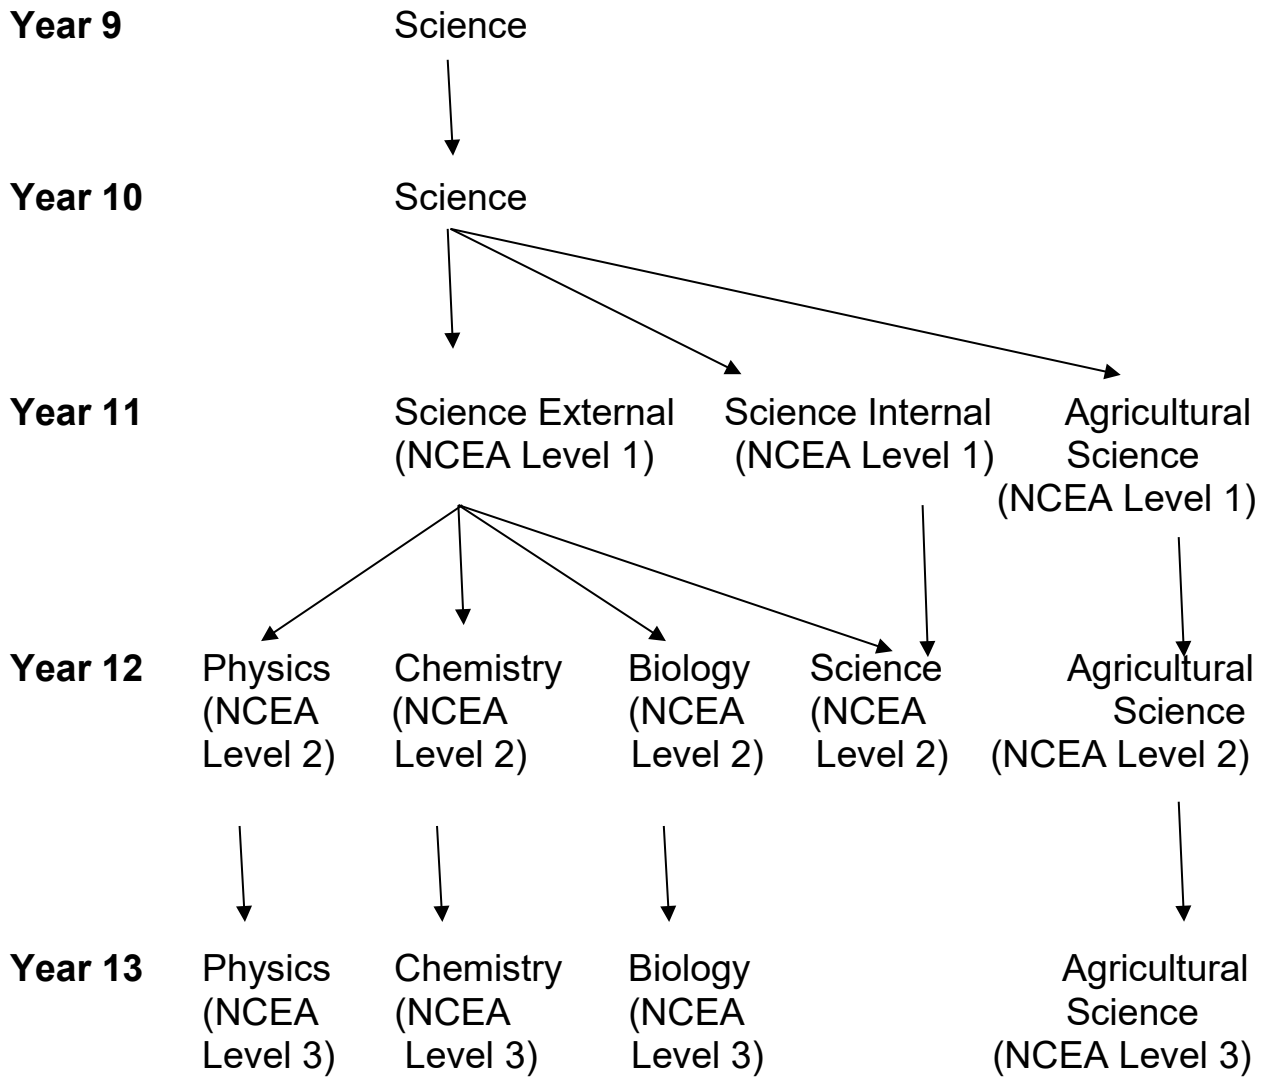 Year 9 Science
Year 10 Science
Year 11 Science External Science Internal Agricultural
(NCEA Level 1) (NCEA Level 1) Science
(NCEA Level 1)
Year 12 Physics Chemistry Biology Science Agricultural
(NCEA (NCEA (NCEA (NCEA Science
Level 2) Level 2) Level 2) Level 2) (NCEA Level 2)
Year 13 Physics Chemistry Biology Agricultural
(NCEA (NCEA (NCEA Science
Level 3) Level 3) Level 3) (NCEA Level 3)